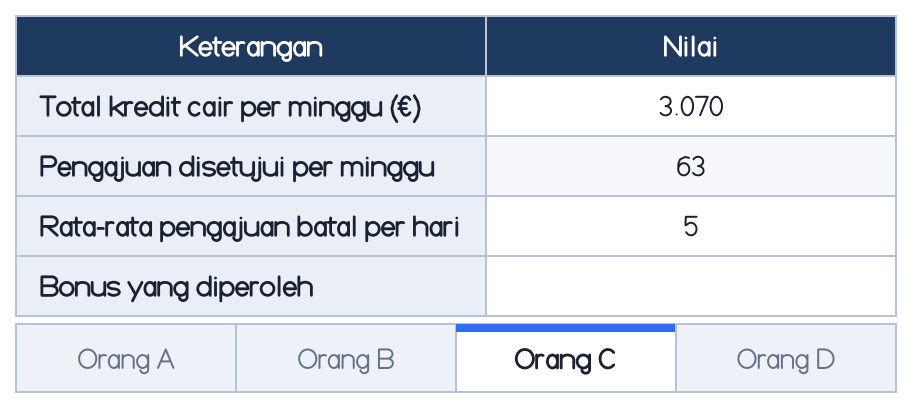 Keterangan Nilai
Total kredit cair per minggu (€) 3.070
Pengajuan disetujui per minggu 63
Rata-rata pengajuan batal per hari 5
Bonus yang diperoleh
Orang A Orang B Orang C Orang D